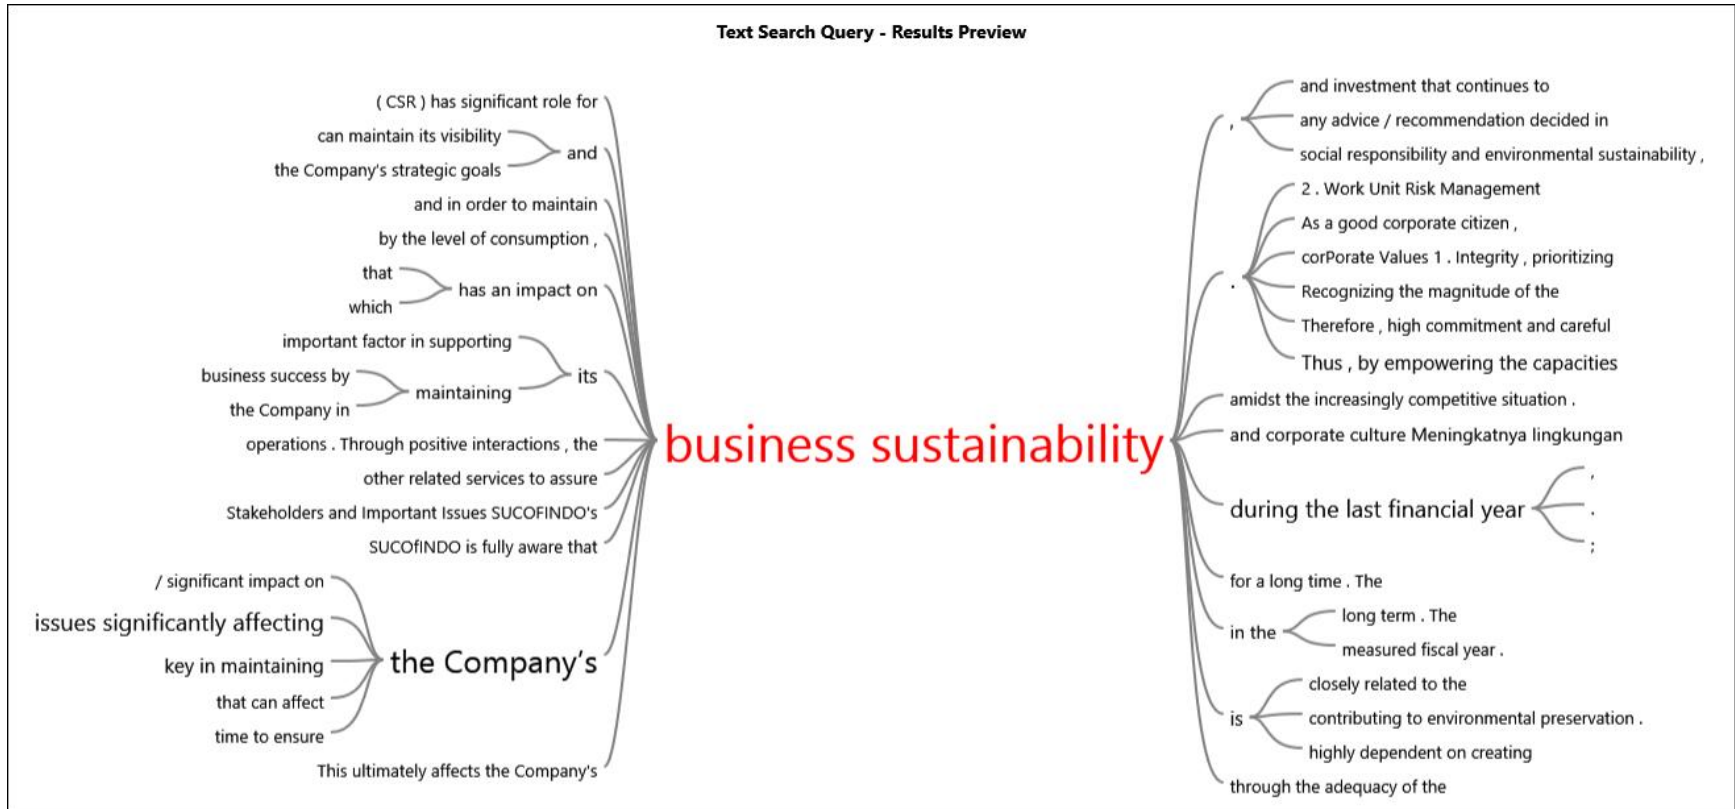 Text Search Query - Results Preview
( CSR ) has significant role for
can maintain its visibility
the Company's strategic goals
and
and in order to maintain
by the level of consumption ,
that
which
has an impact on
important factor in supporting
business success by
the Company in
maintaining
its
operations . Through positive interactions , the
other related services to assure
Stakeholders and Important Issues SUCOFINDO's
SUCOfINDO is fully aware that
/ significant impact on
issues significantly affecting
key in maintaining
that can affect
time to ensure
the Company’s
This ultimately affects the Company's
business sustainability
,
and investment that continues to
any advice / recommendation decided in
social responsibility and environmental sustainability ,
.
2 . Work Unit Risk Management
As a good corporate citizen ,
corPorate Values 1 . Integrity , prioritizing
Recognizing the magnitude of the
Therefore , high commitment and careful
Thus , by empowering the capacities
amidst the increasingly competitive situation .
and corporate culture Meningkatnya lingkungan
during the last financial year
,
.
;
for a long time . The
in the
long term . The
measured fiscal year .
is
closely related to the
contributing to environmental preservation .
highly dependent on creating
through the adequacy of the